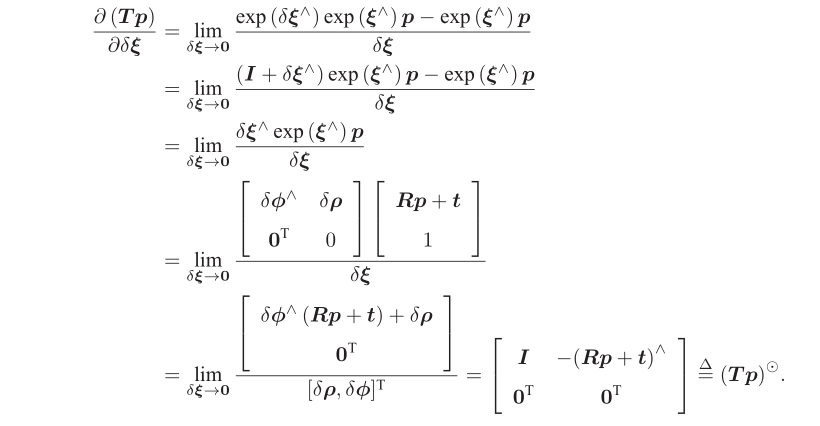 ∂(Tp)/∂δξ = lim_{δξ→0} (exp(δξ^∧) exp(ξ^∧) p − exp(ξ^∧) p) / δξ
= lim_{δξ→0} ((I + δξ^∧) exp(ξ^∧) p − exp(ξ^∧) p) / δξ
= lim_{δξ→0} (δξ^∧ exp(ξ^∧) p) / δξ
= lim_{δξ→0} ([δϕ^∧ δρ; 0^T 0] [Rp + t; 1]) / δξ
= lim_{δξ→0} [δϕ^∧ (Rp + t) + δρ; 0^T] / [δρ, δϕ]^T = [I −(Rp + t)^∧; 0^T 0^T] ≜ (Tp)^⊙.